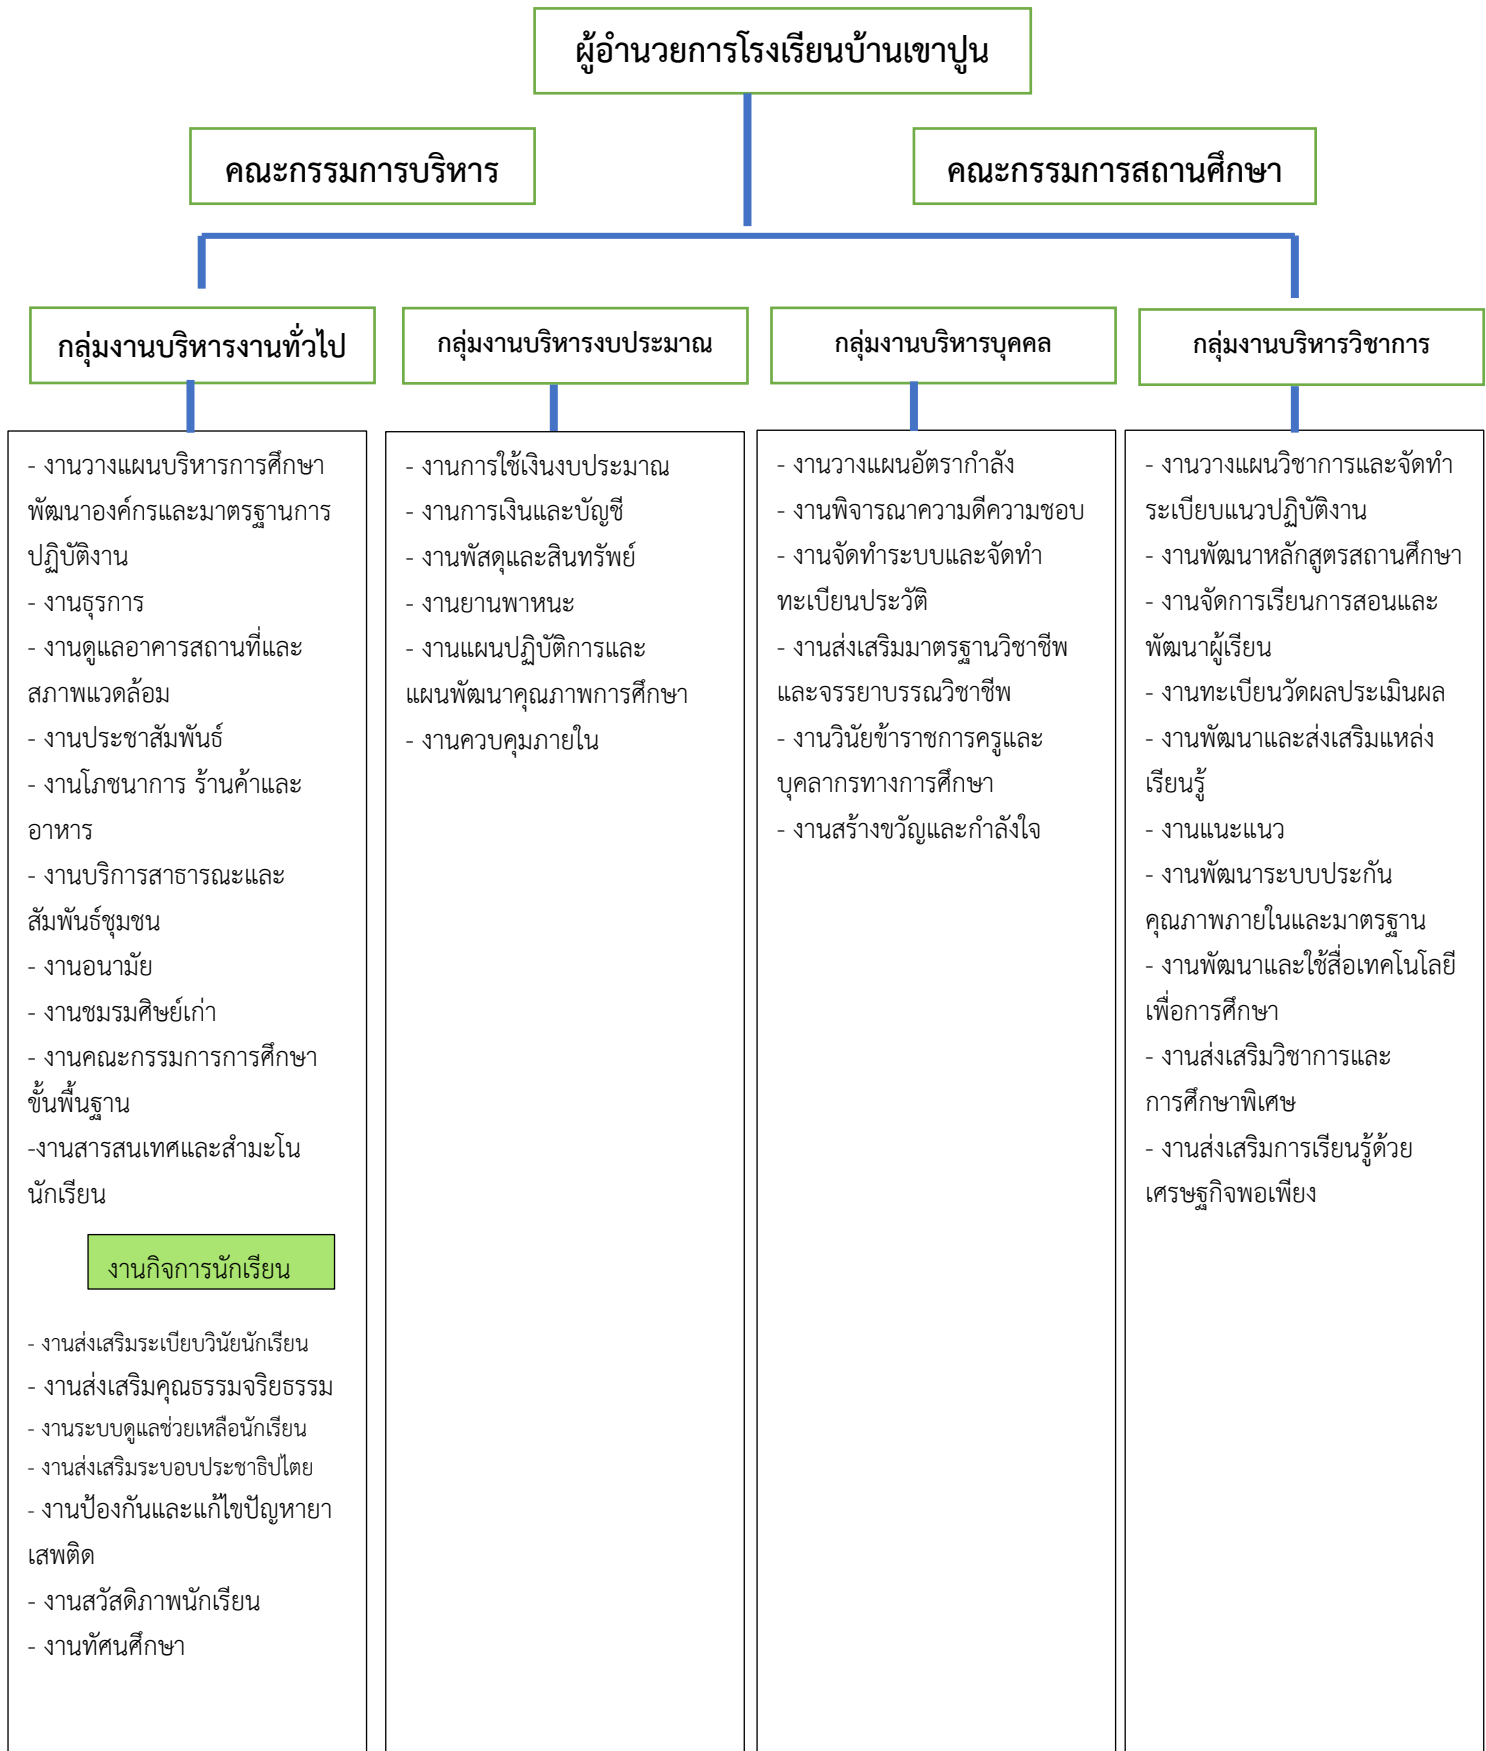 ผู้อำนวยการโรงเรียนบ้านเขาปูน
คณะกรรมการบริหาร
คณะกรรมการสถานศึกษา
กลุ่มงานบริหารงานทั่วไป
กลุ่มงานบริหารงบประมาณ
กลุ่มงานบริหารบุคคล
กลุ่มงานบริหารวิชาการ
- งานวางแผนบริหารการศึกษา
พัฒนาองค์กรและมาตรฐานการ
ปฏิบัติงาน
- งานธุรการ
- งานดูแลอาคารสถานที่และ
สภาพแวดล้อม
- งานประชาสัมพันธ์
- งานโภชนาการ ร้านค้าและ
อาหาร
- งานบริการสาธารณะและ
สัมพันธ์ชุมชน
- งานอนามัย
- งานชมรมศิษย์เก่า
- งานคณะกรรมการการศึกษา
ขั้นพื้นฐาน
-งานสารสนเทศและสำมะโน
นักเรียน
งานกิจการนักเรียน
- งานส่งเสริมระเบียบวินัยนักเรียน
- งานส่งเสริมคุณธรรมจริยธรรม
- งานระบบดูแลช่วยเหลือนักเรียน
- งานส่งเสริมระบอบประชาธิปไตย
- งานป้องกันและแก้ไขปัญหายา
เสพติด
- งานสวัสดิภาพนักเรียน
- งานทัศนศึกษา
- งานการใช้เงินงบประมาณ
- งานการเงินและบัญชี
- งานพัสดุและสินทรัพย์
- งานยานพาหนะ
- งานแผนปฏิบัติการและ
แผนพัฒนาคุณภาพการศึกษา
- งานควบคุมภายใน
- งานวางแผนอัตรากำลัง
- งานพิจารณาความดีความชอบ
- งานจัดทำระบบและจัดทำ
ทะเบียนประวัติ
- งานส่งเสริมมาตรฐานวิชาชีพ
และจรรยาบรรณวิชาชีพ
- งานวินัยข้าราชการครูและ
บุคลากรทางการศึกษา
- งานสร้างขวัญและกำลังใจ
- งานวางแผนวิชาการและจัดทำ
ระเบียบแนวปฏิบัติงาน
- งานพัฒนาหลักสูตรสถานศึกษา
- งานจัดการเรียนการสอนและ
พัฒนาผู้เรียน
- งานทะเบียนวัดผลประเมินผล
- งานพัฒนาและส่งเสริมแหล่ง
เรียนรู้
- งานแนะแนว
- งานพัฒนาระบบประกัน
คุณภาพภายในและมาตรฐาน
- งานพัฒนาและใช้สื่อเทคโนโลยี
เพื่อการศึกษา
- งานส่งเสริมวิชาการและ
การศึกษาพิเศษ
- งานส่งเสริมการเรียนรู้ด้วย
เศรษฐกิจพอเพียง